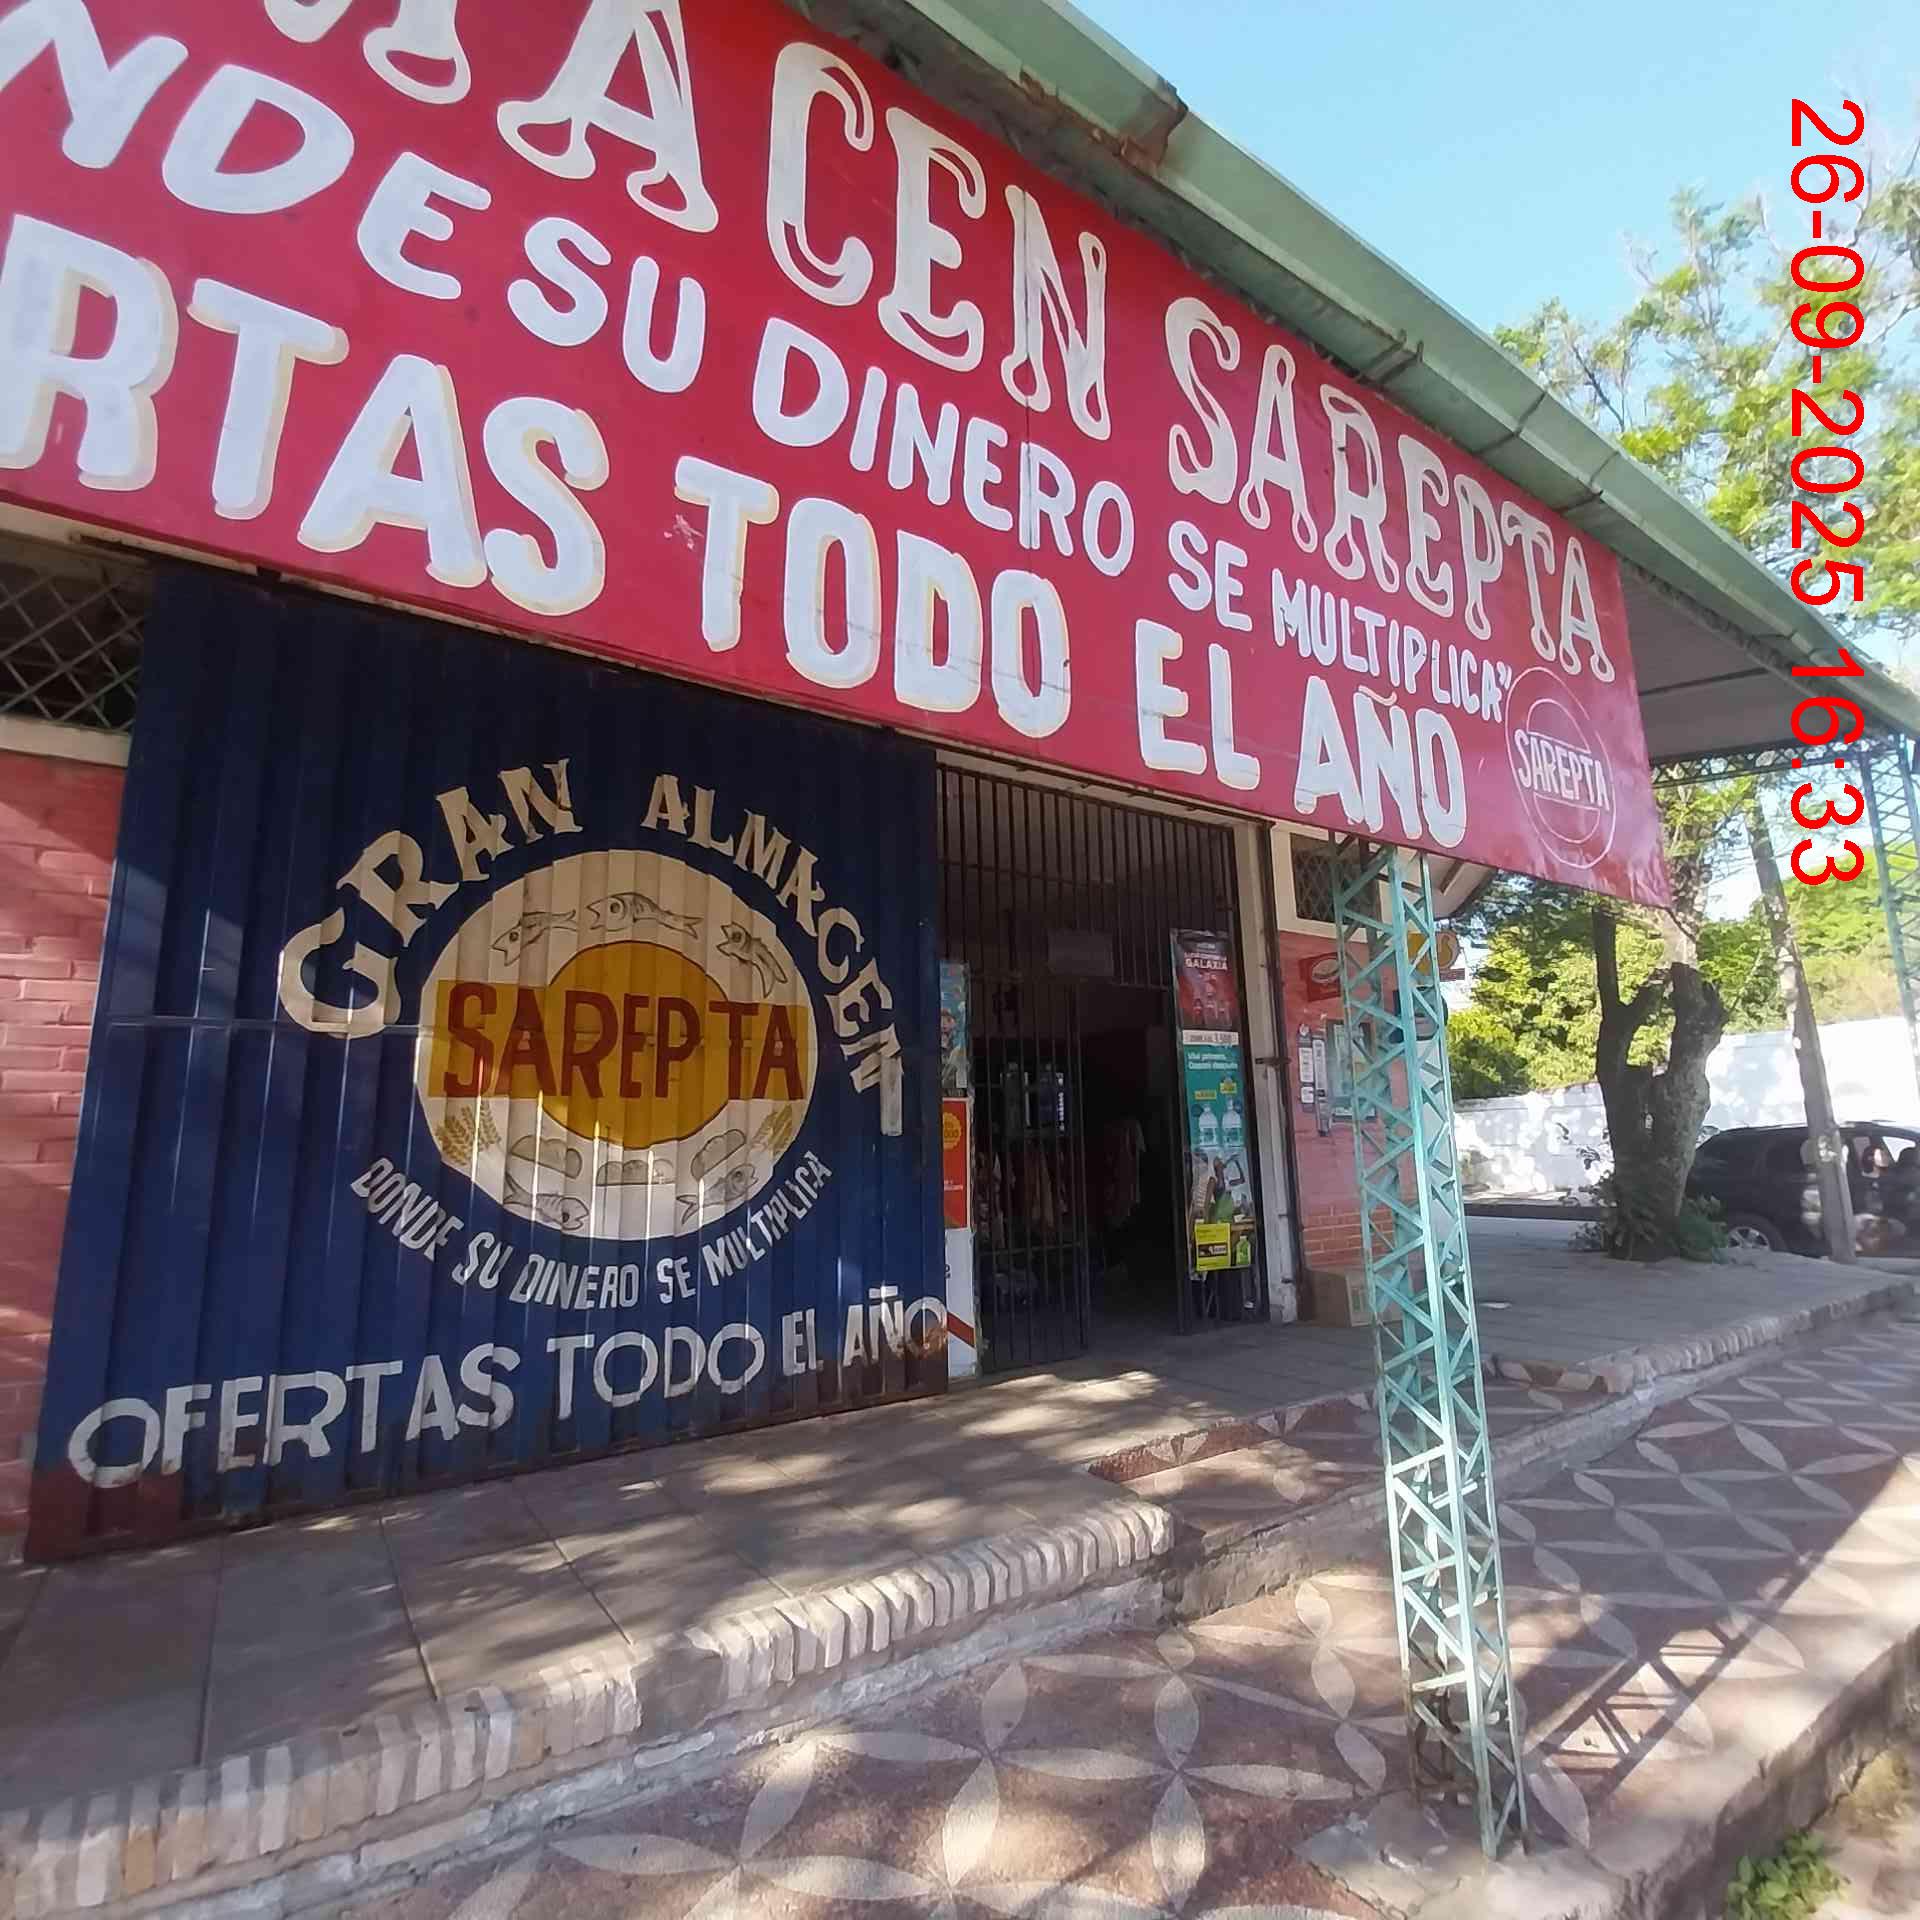 ACEN SAREPTA
NDE SU DINERO SE MULTIPLICA"
RTAS TODO EL AÑO
SAREPTA
GRAN ALMACEN
SAREPTA
DONDE SU DINERO SE MULTIPLICA
OFERTAS TODO EL AÑO
GALAXIA
26-09-2025 16:33